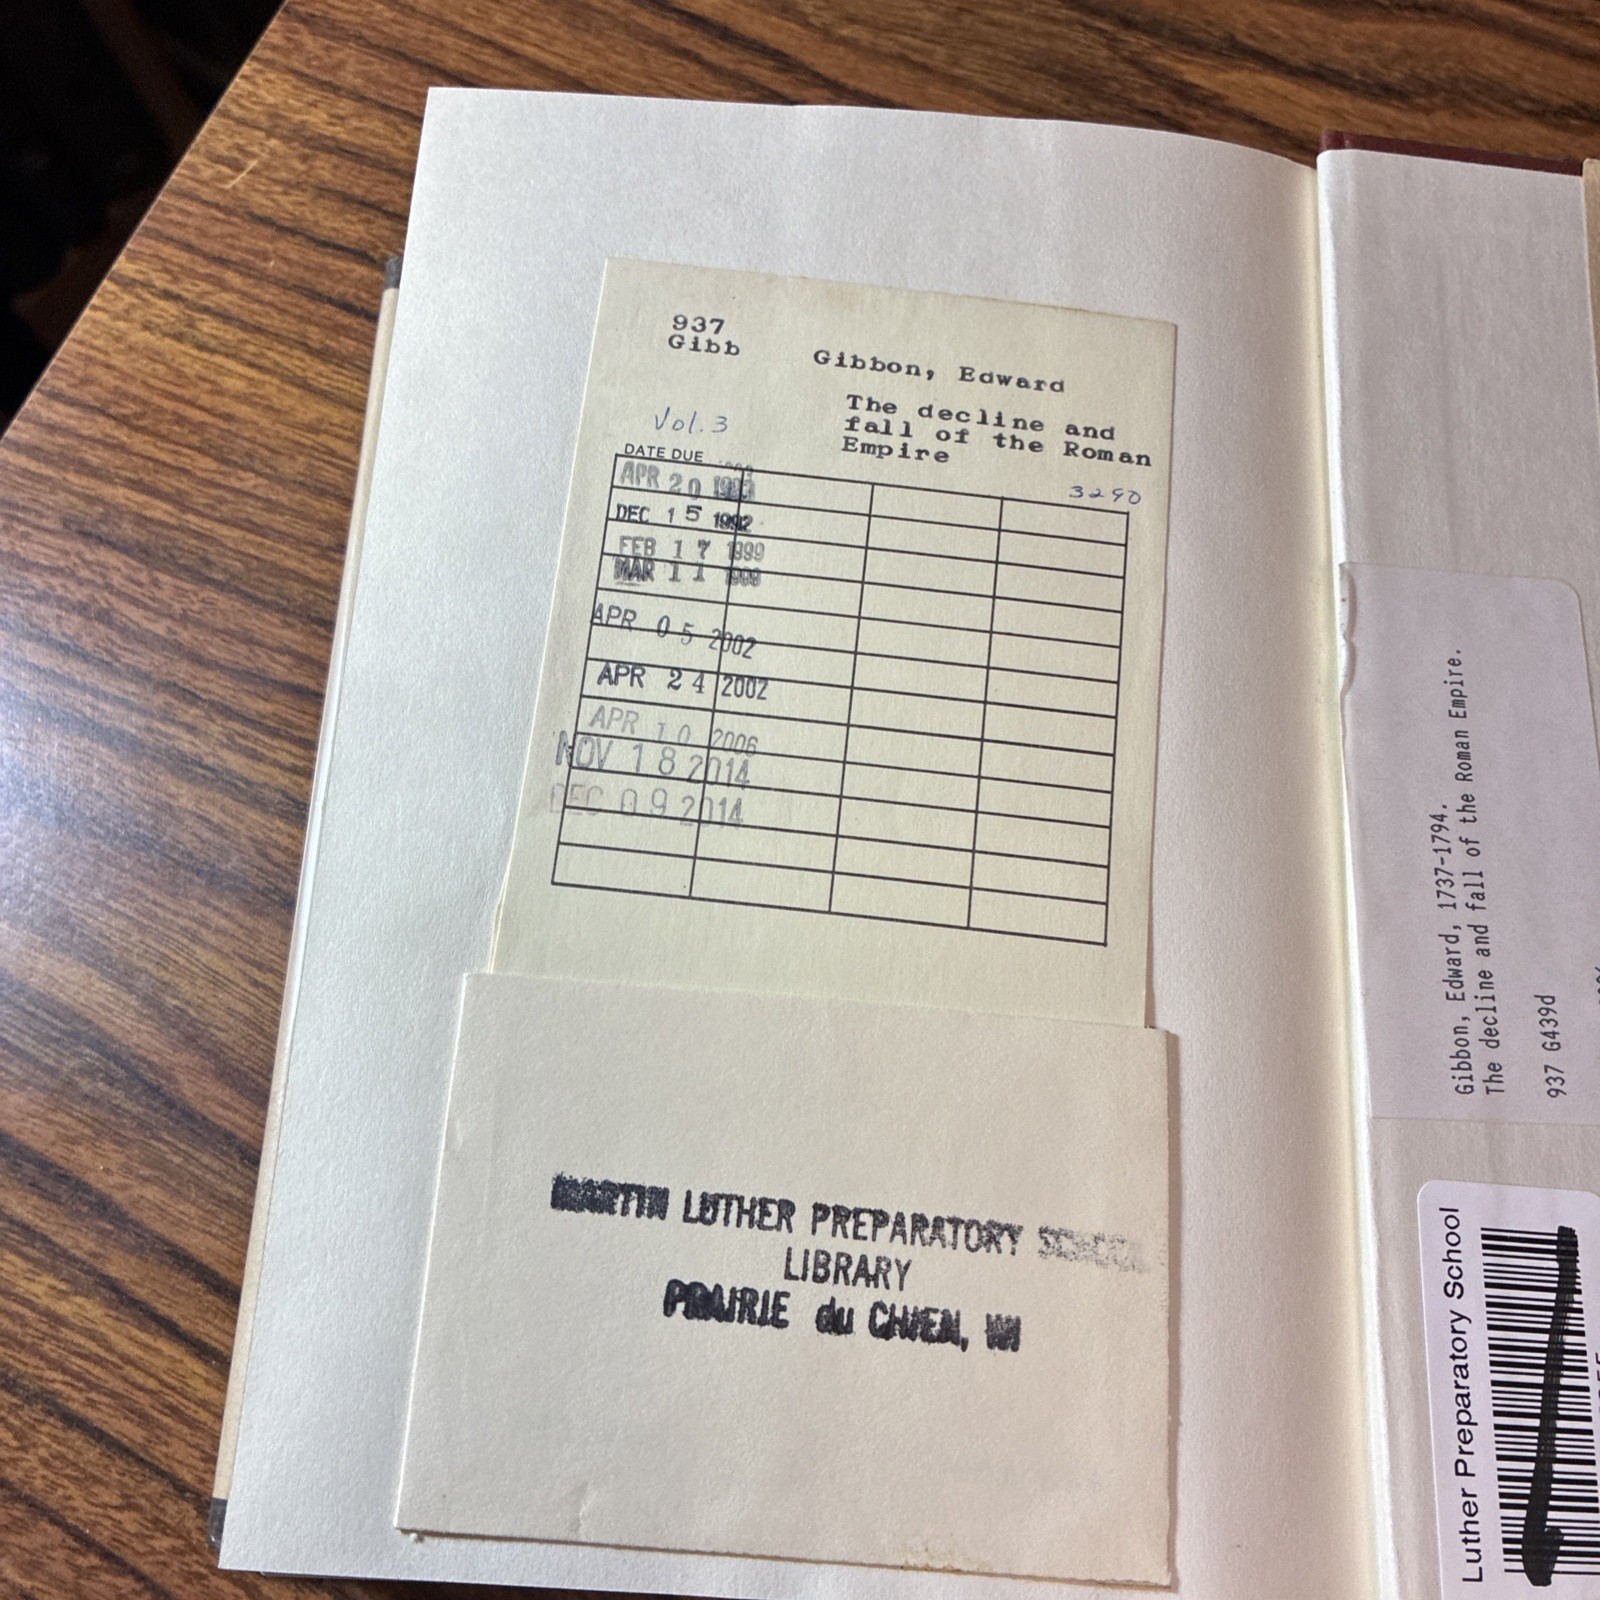 937
Gibb
Gibbon, Edward
The decline and
fall of the Roman
Empire
Vol. 3
3290
DATE DUE
APR 20
DEC 15 1992
FEB 17 1999
MAR 11 1999
APR 05 2002
APR 24 2002
APR 10 2006
NOV 18 2014
DEC 09 2014
MARTIN LUTHER PREPARATORY SCHOOL
LIBRARY
PRAIRIE du CHIEN, WI
Gibbon, Edward, 1737-1794.
The decline and fall of the Roman Empire.
937 G439d
Luther Preparatory School